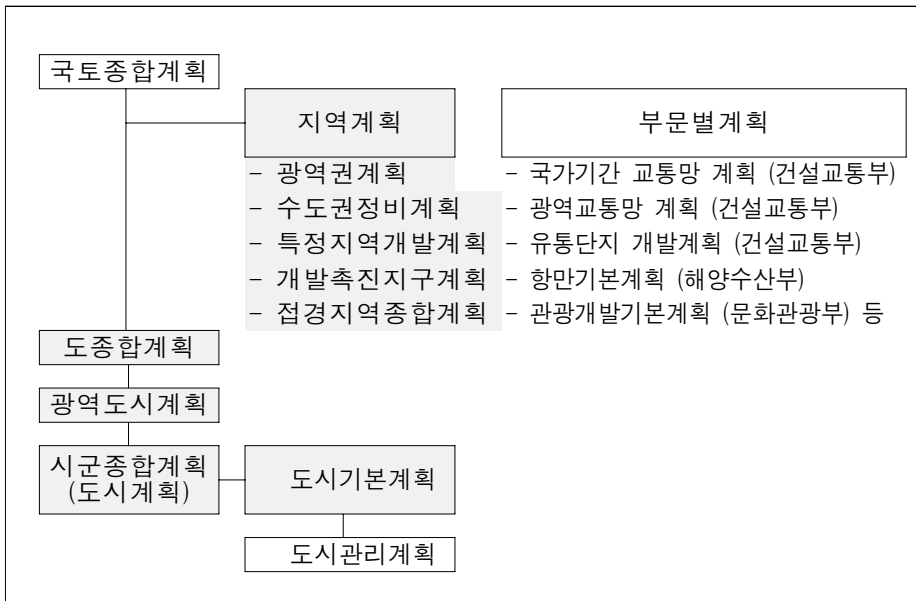 국토종합계획
지역계획
부문별계획
- 광역권계획
- 국가기간 교통망 계획 (건설교통부)
- 수도권정비계획
- 광역교통망 계획 (건설교통부)
- 특정지역개발계획
- 유통단지 개발계획 (건설교통부)
- 개발촉진지구계획
- 항만기본계획 (해양수산부)
- 접경지역종합계획
- 관광개발기본계획 (문화관광부) 등
도종합계획
광역도시계획
시군종합계획
(도시계획)
도시기본계획
도시관리계획